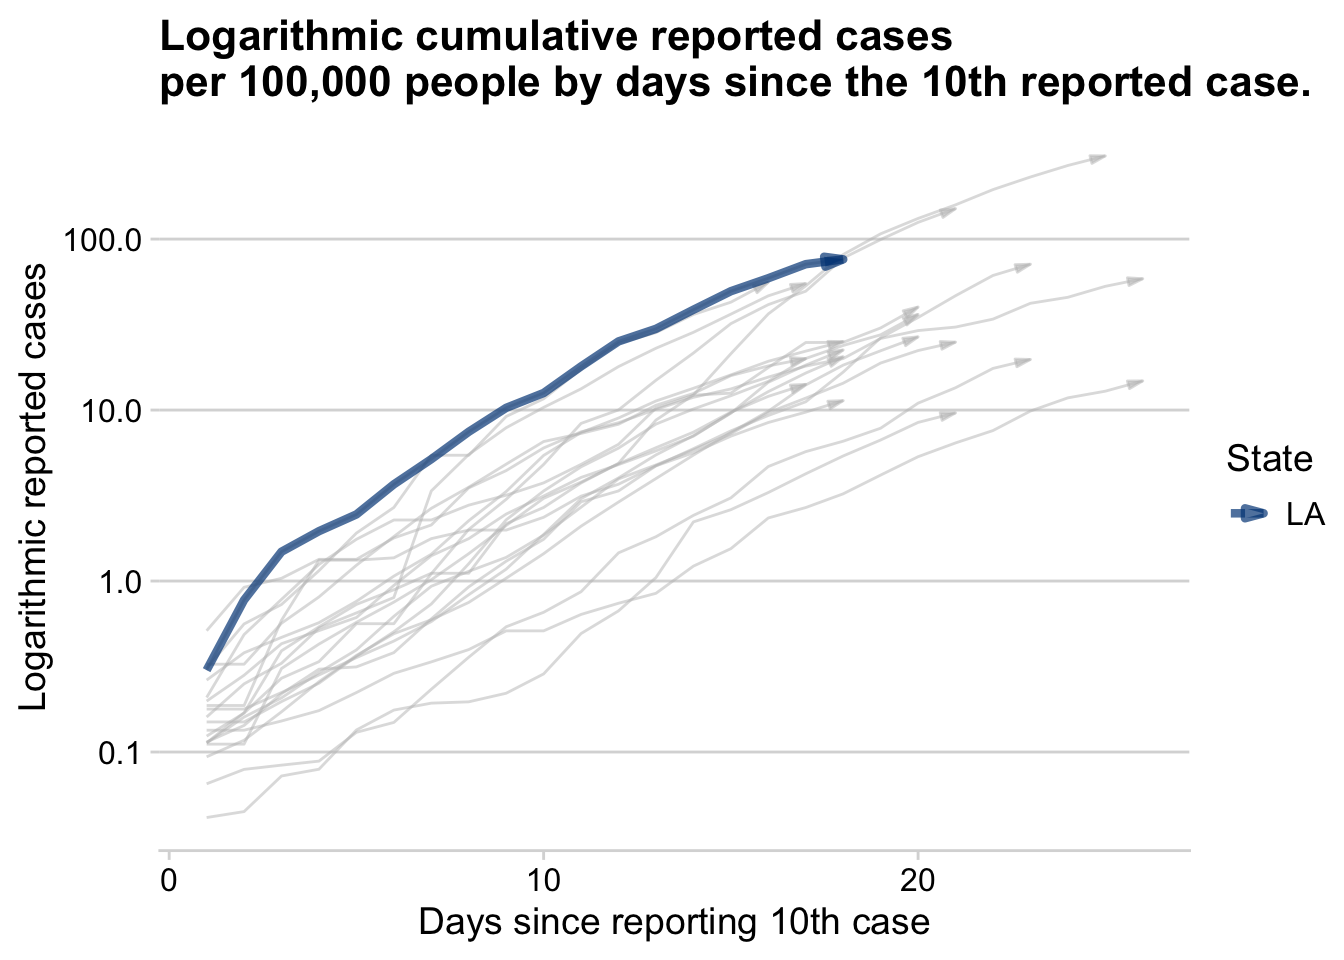 Logarithmic cumulative reported cases
per 100,000 people by days since the 10th reported case.
Logarithmic reported cases
100.0
10.0
1.0
0.1
0
10
20
Days since reporting 10th case
State
LA